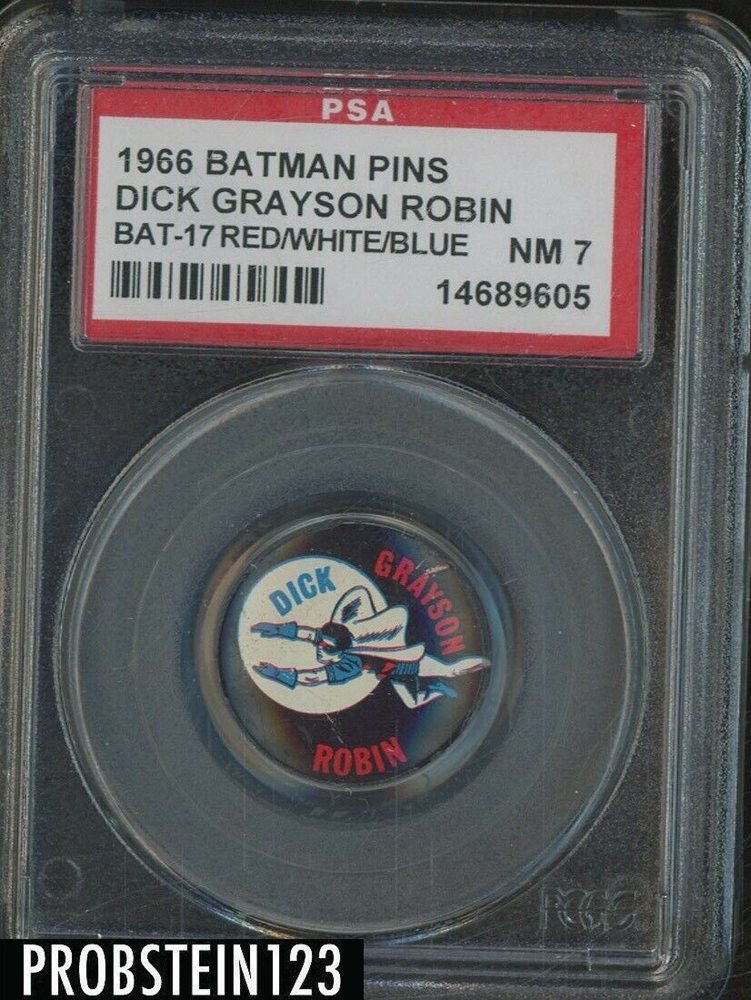 PSA
1966 BATMAN PINS
DICK GRAYSON ROBIN
BAT-17 RED/WHITE/BLUE NM 7
14689605
DICK GRAYSON
ROBIN
PROBSTEIN123